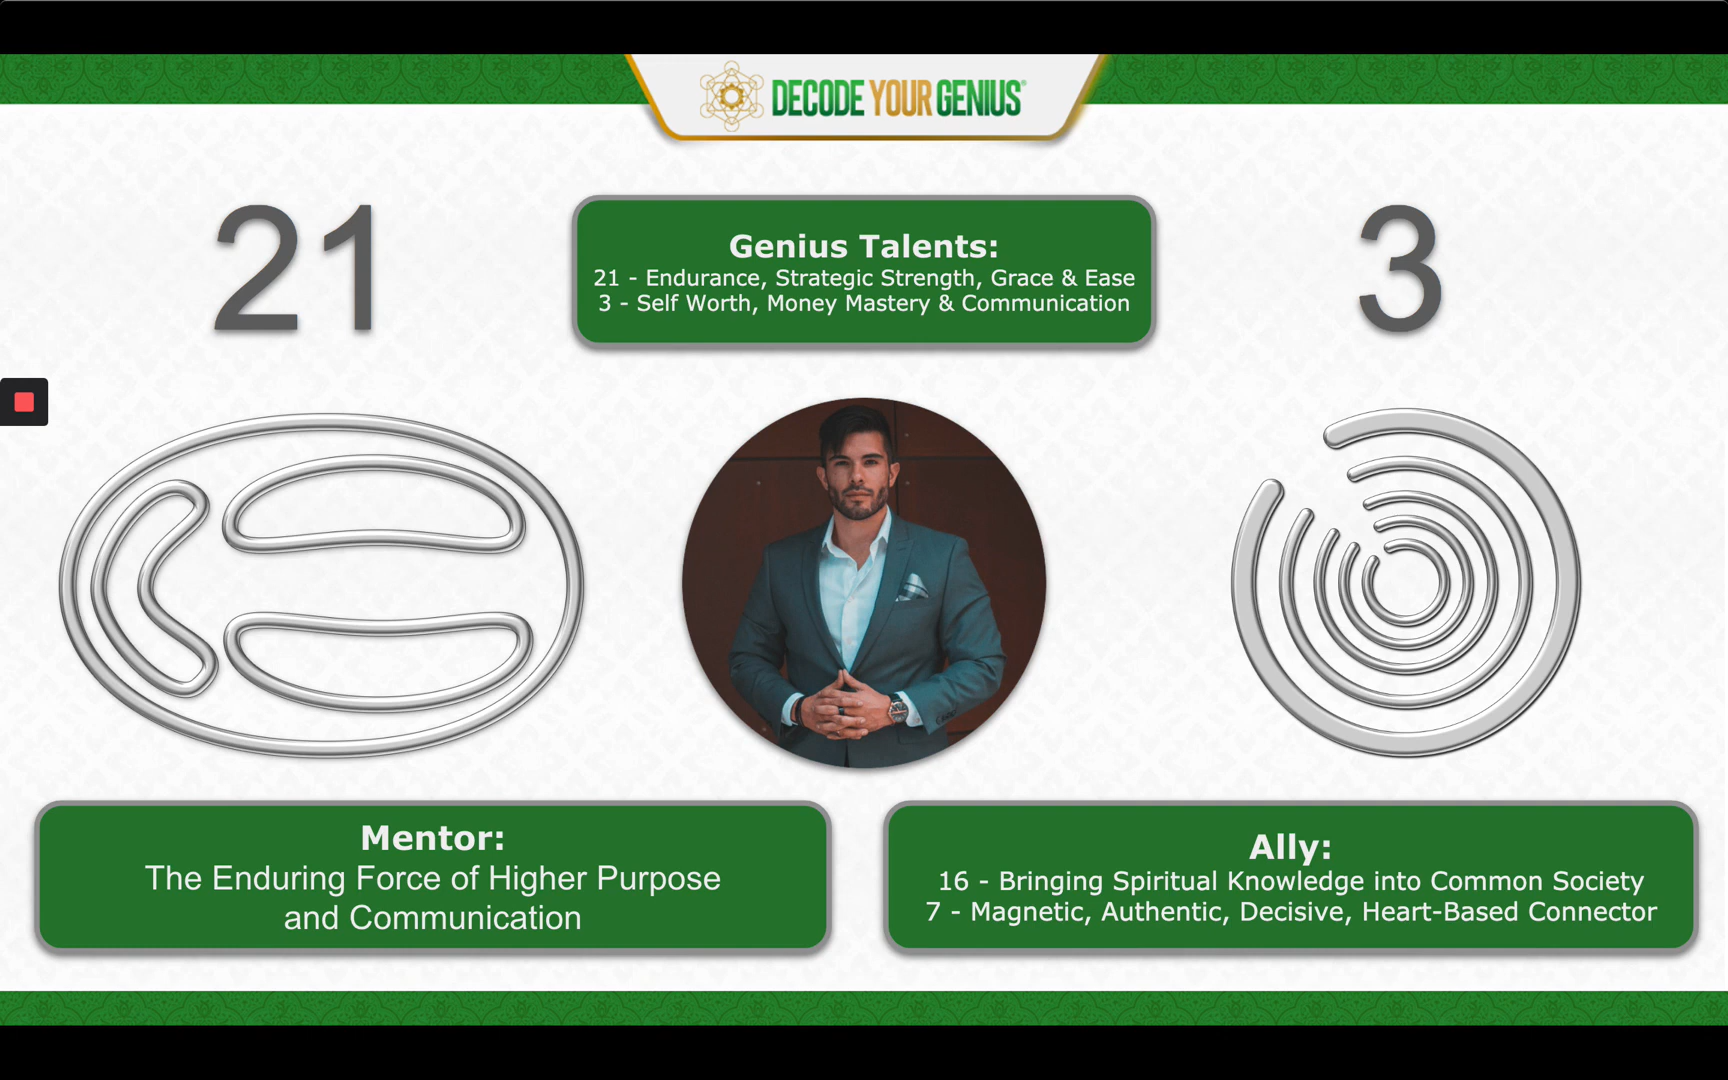 DECODE YOUR GENIUS®
21
Genius Talents:
21 - Endurance, Strategic Strength, Grace & Ease
3 - Self Worth, Money Mastery & Communication
3
Mentor:
The Enduring Force of Higher Purpose
and Communication
Ally:
16 - Bringing Spiritual Knowledge into Common Society
7 - Magnetic, Authentic, Decisive, Heart-Based Connector